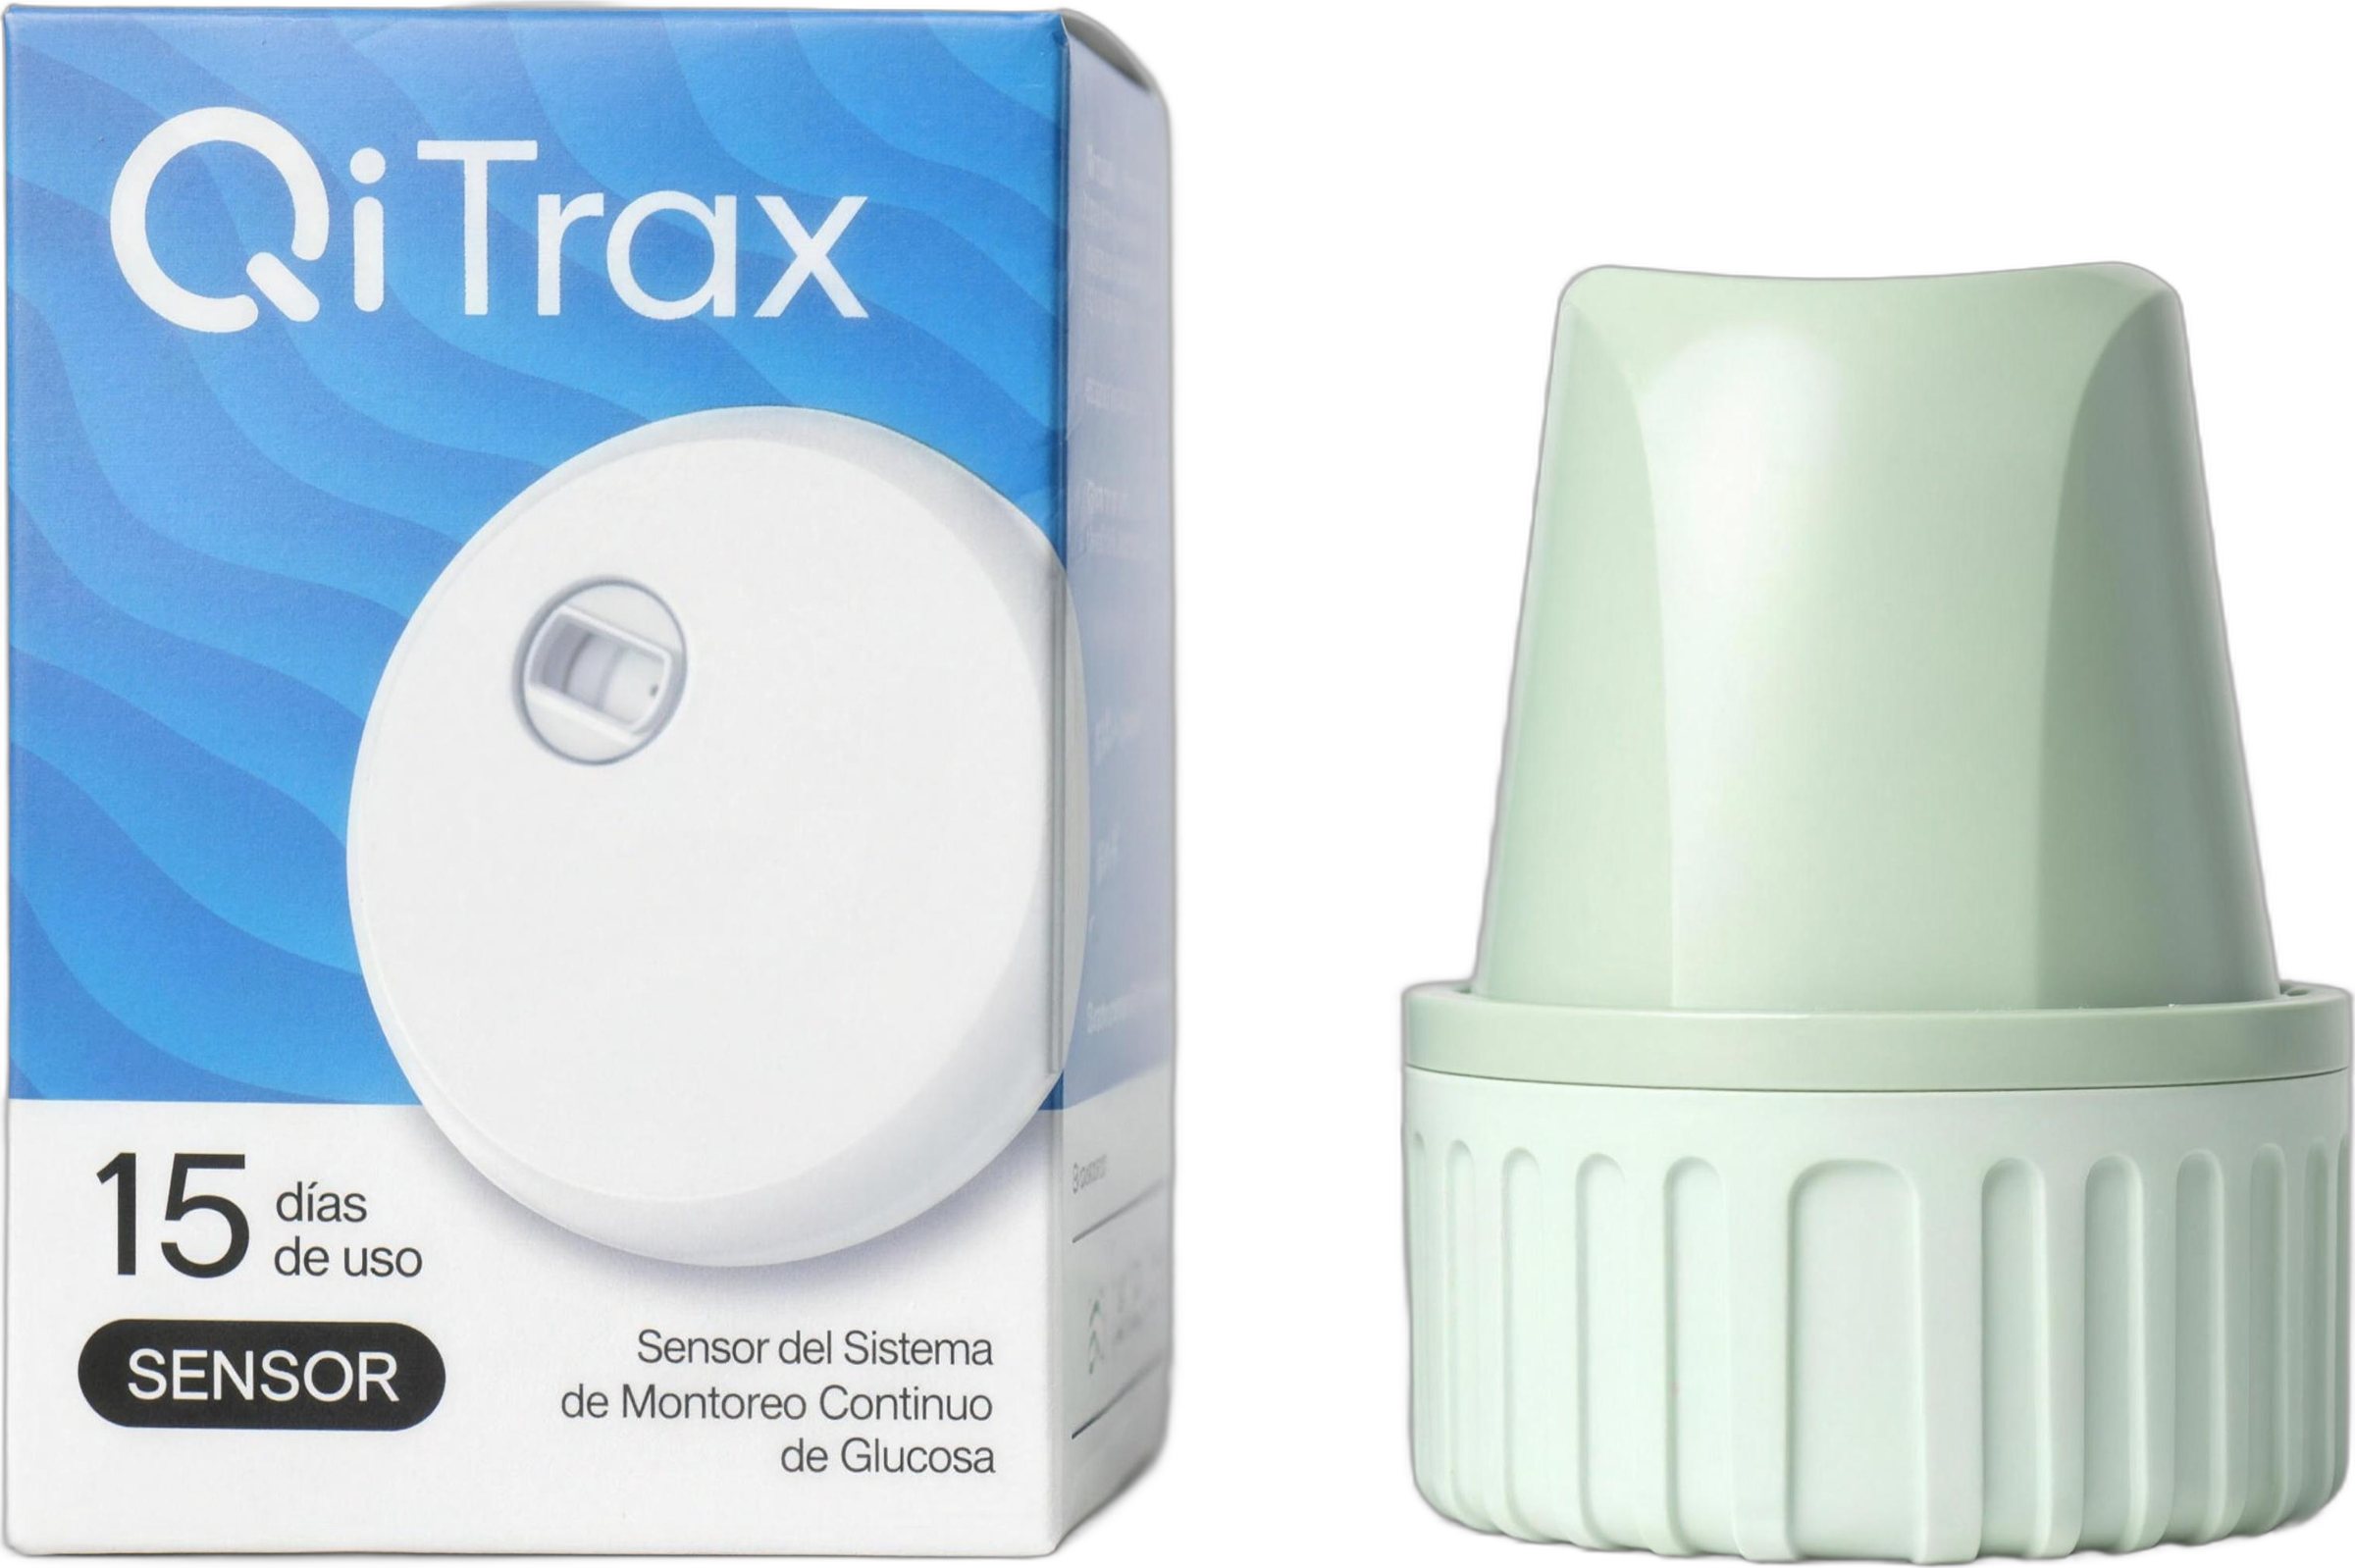 QiTrax
15 días
de uso
SENSOR
Sensor del Sistema
de Montoreo Continuo
de Glucosa